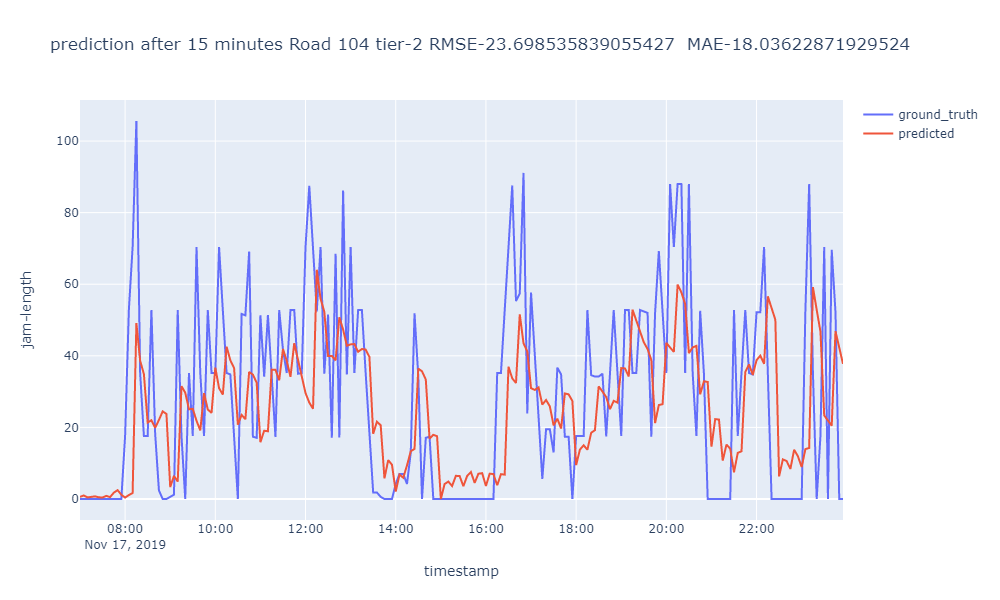 prediction after 15 minutes Road 104 tier-2 RMSE-23.698535839055427  MAE-18.03622871929524
ground_truth
predicted
jam-length
100
80
60
40
20
0
08:00 10:00 12:00 14:00 16:00 18:00 20:00 22:00
Nov 17, 2019
timestamp